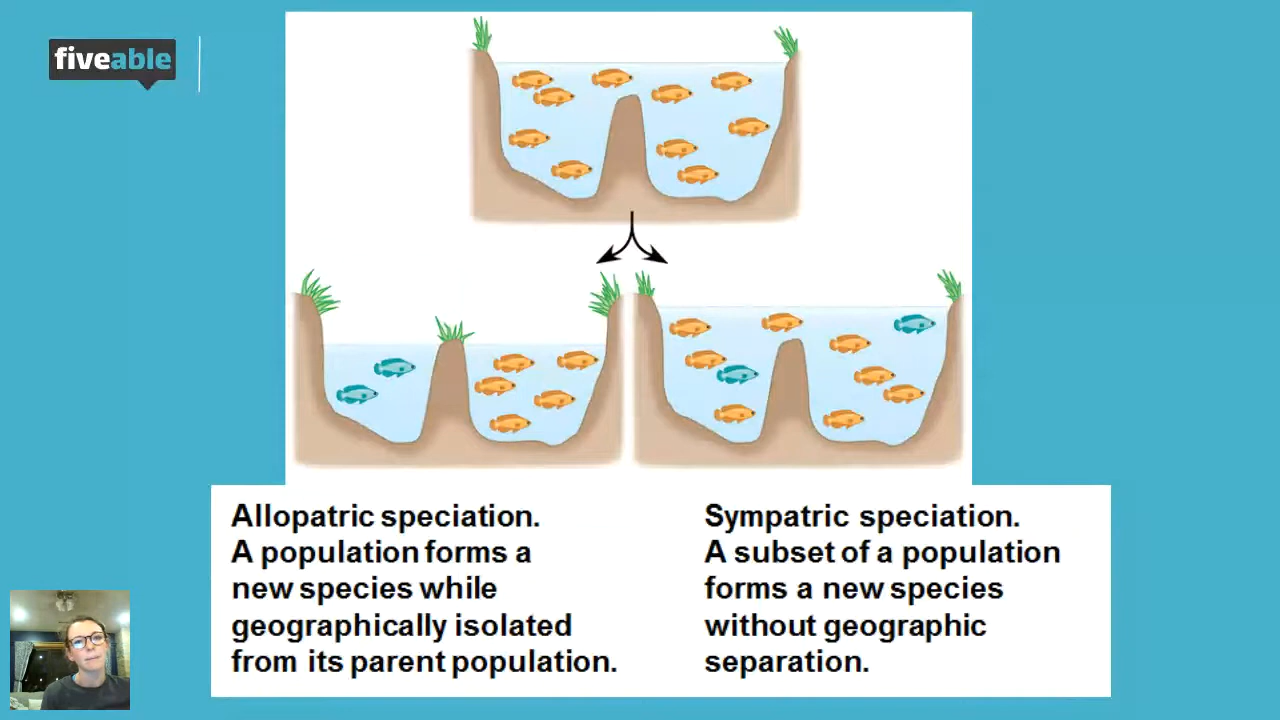 fiveable
Allopatric speciation.
A population forms a
new species while
geographically isolated
from its parent population.
Sympatric speciation.
A subset of a population
forms a new species
without geographic
separation.